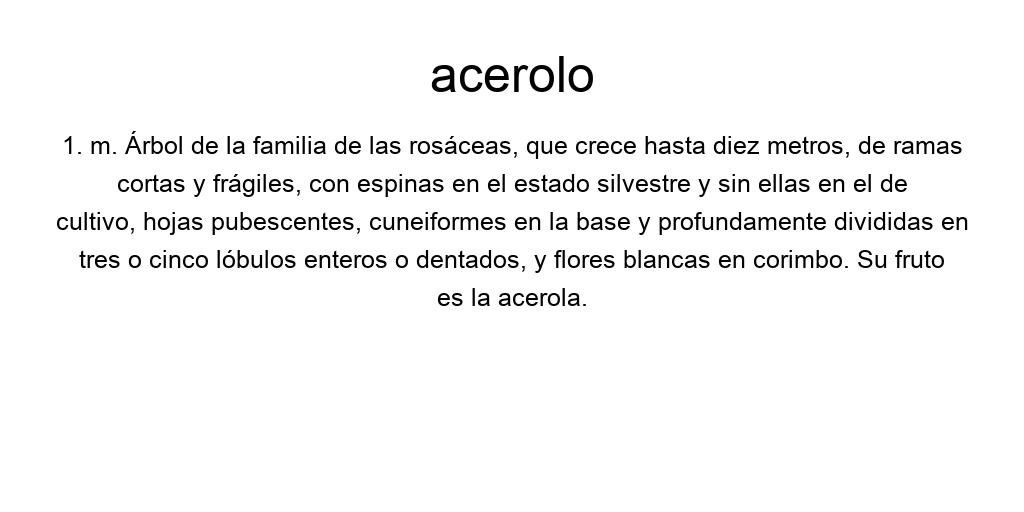 acerolo
1. m. Árbol de la familia de las rosáceas, que crece hasta diez metros, de ramas
cortas y frágiles, con espinas en el estado silvestre y sin ellas en el de
cultivo, hojas pubescentes, cuneiformes en la base y profundamente divididas en
tres o cinco lóbulos enteros o dentados, y flores blancas en corimbo. Su fruto
es la acerola.